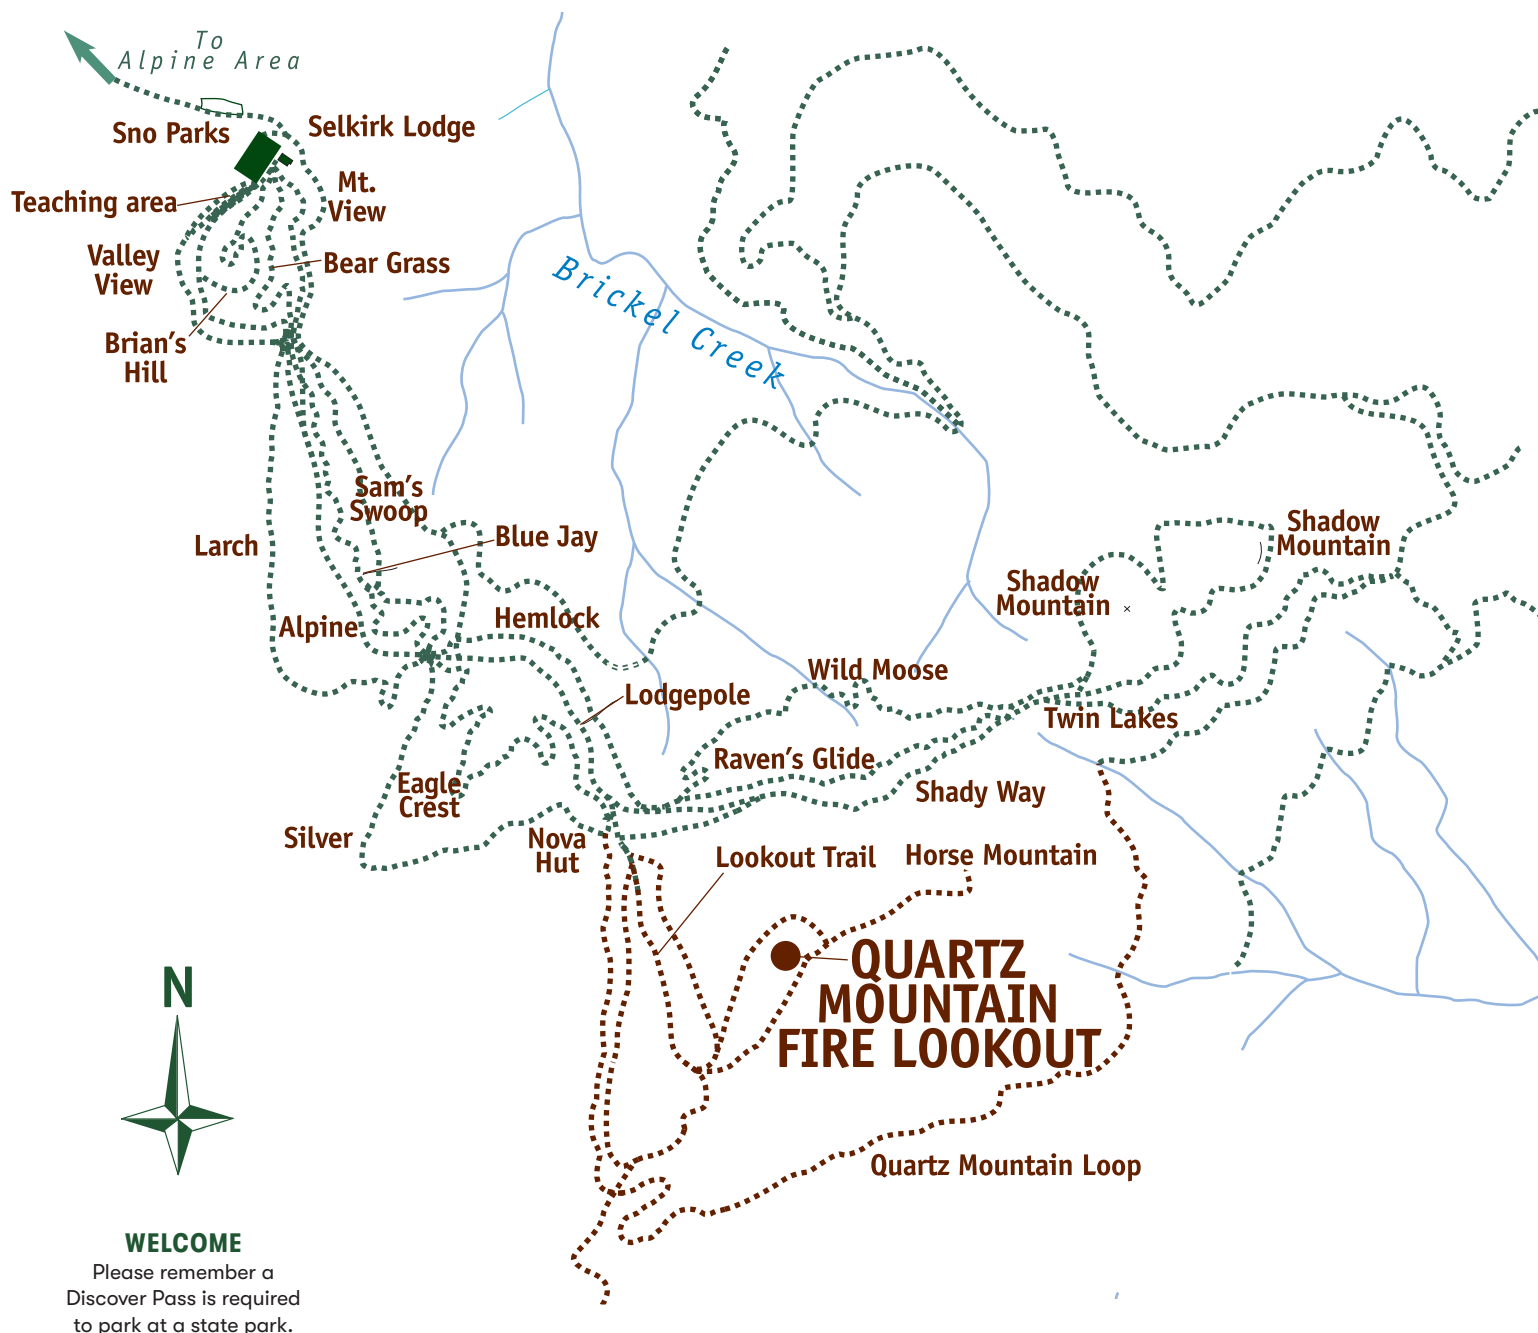 To
Alpine Area
Sno Parks
Selkirk Lodge
Teaching area
Mt.
View
Valley
View
Bear Grass
Brian's
Hill
Brickel Creek
Sam's
Swoop
Larch
Blue Jay
Shadow
Mountain
Shadow
Mountain
Alpine
Hemlock
Wild Moose
Lodgepole
Twin Lakes
Raven's Glide
Eagle
Crest
Shady Way
Silver
Nova
Hut
Lookout Trail
Horse Mountain
QUARTZ
MOUNTAIN
FIRE LOOKOUT
N
Quartz Mountain Loop
WELCOME
Please remember a
Discover Pass is required
to park at a state park.